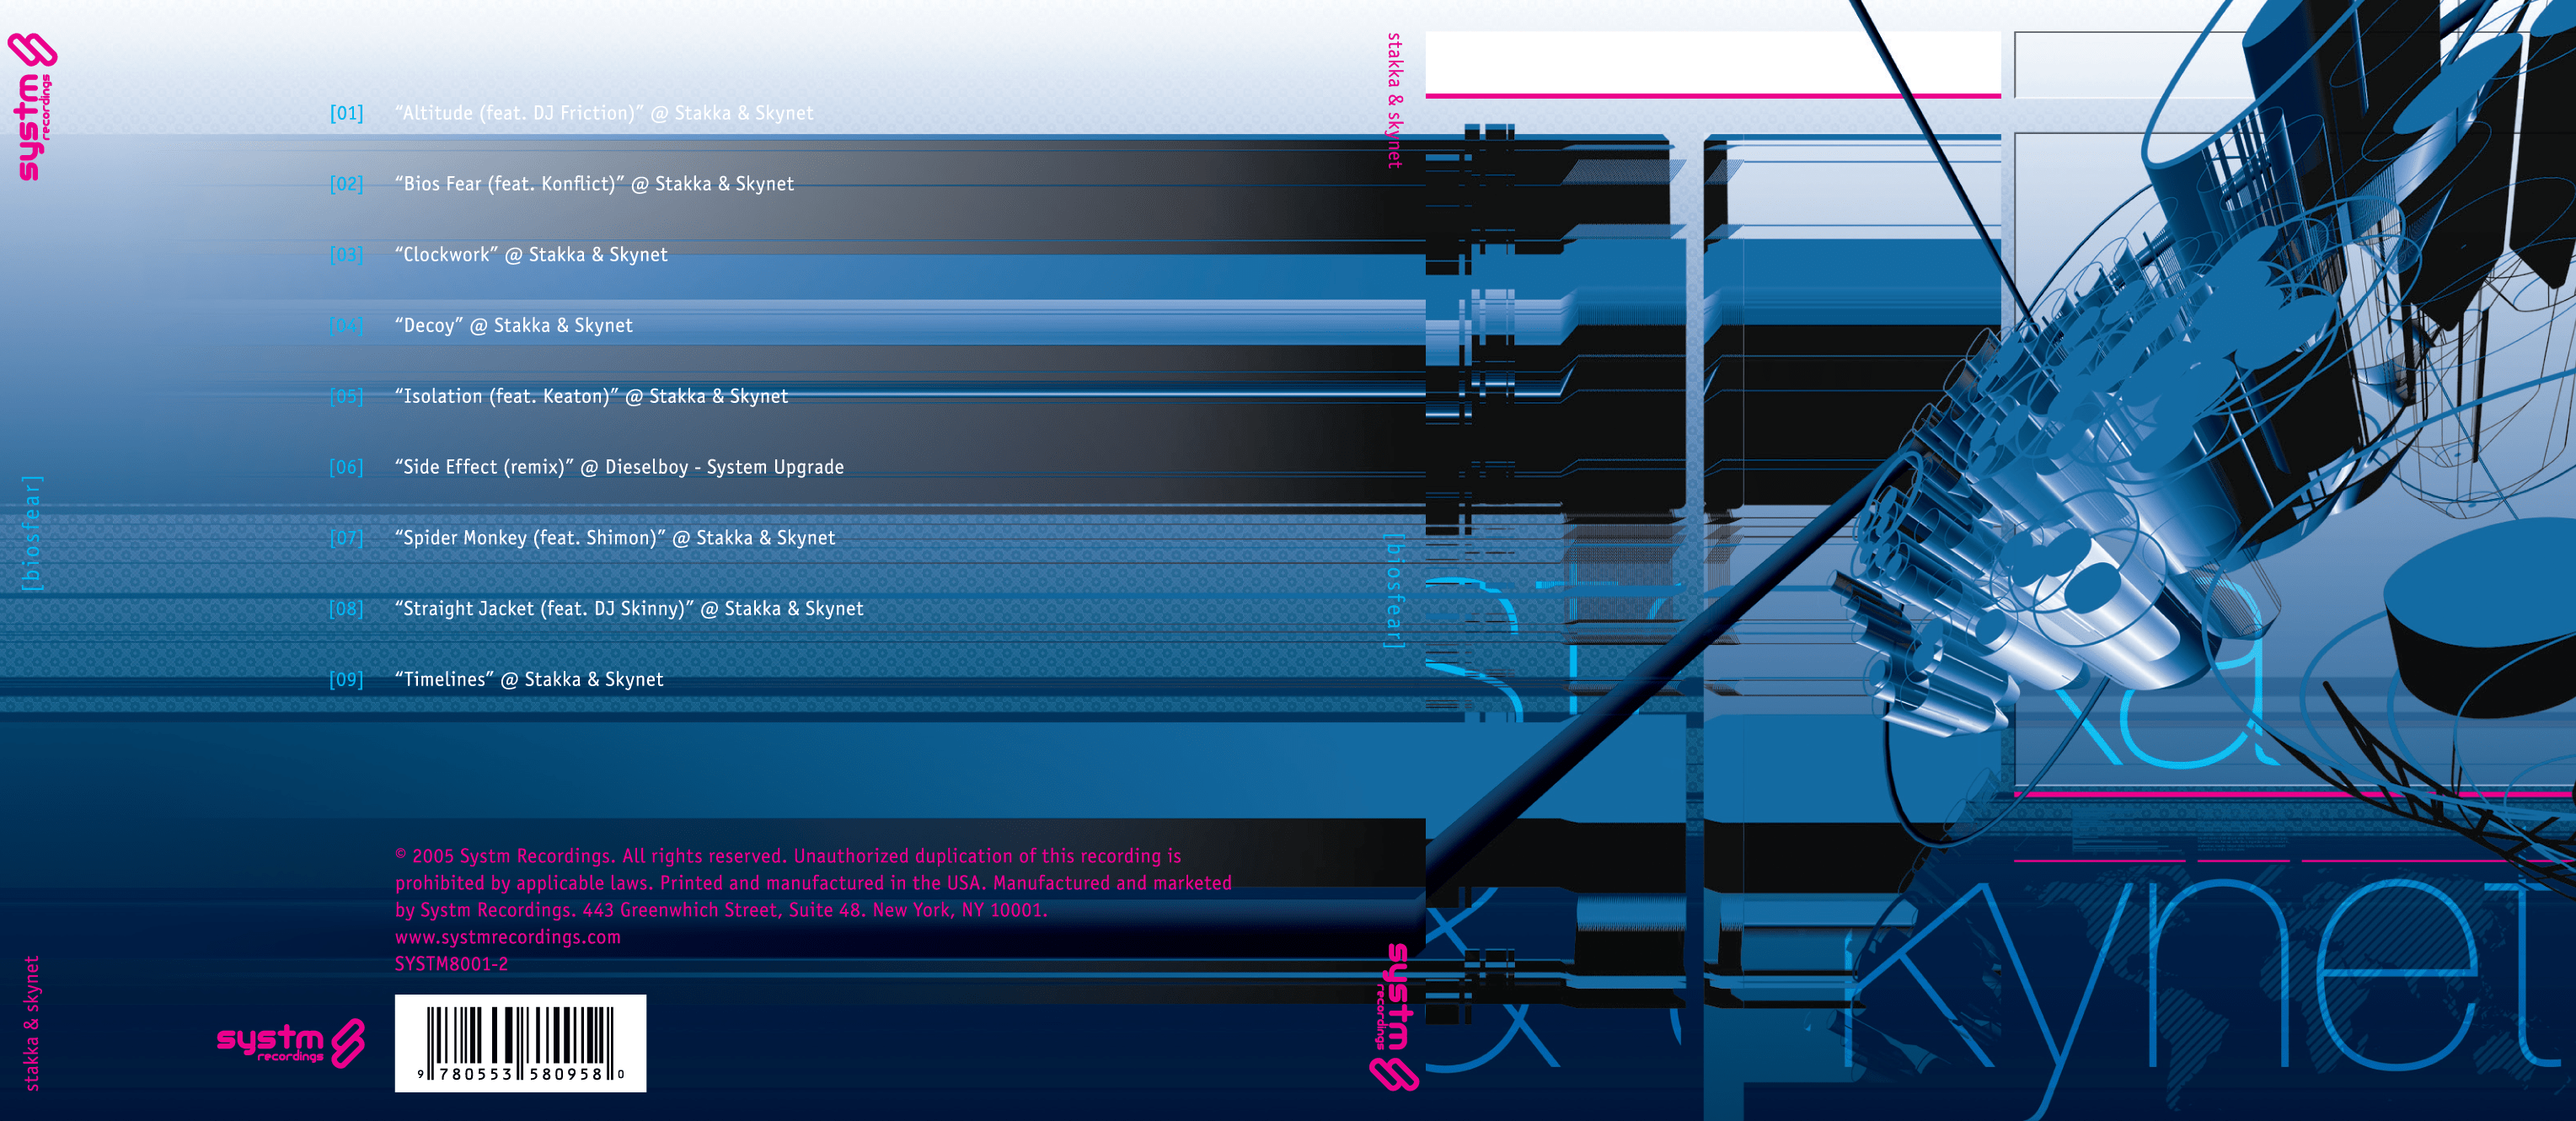 systm
recordings
[biosfear]
stakka & skynet
[01] “Altitude (feat. DJ Friction)” @ Stakka & Skynet
[02] “Bios Fear (feat. Konflict)” @ Stakka & Skynet
[03] “Clockwork” @ Stakka & Skynet
[04] “Decoy” @ Stakka & Skynet
[05] “Isolation (feat. Keaton)” @ Stakka & Skynet
[06] “Side Effect (remix)” @ Dieselboy - System Upgrade
[07] “Spider Monkey (feat. Shimon)” @ Stakka & Skynet
[08] “Straight Jacket (feat. DJ Skinny)” @ Stakka & Skynet
[09] “Timelines” @ Stakka & Skynet
© 2005 Systm Recordings. All rights reserved. Unauthorized duplication of this recording is
prohibited by applicable laws. Printed and manufactured in the USA. Manufactured and marketed
by Systm Recordings. 443 Greenwhich Street, Suite 48. New York, NY 10001.
www.systmrecordings.com
SYSTM8001-2
systm
recordings
9 780553 580958 0
stakka & skynet
[biosfear]
systm
recordings
kynet